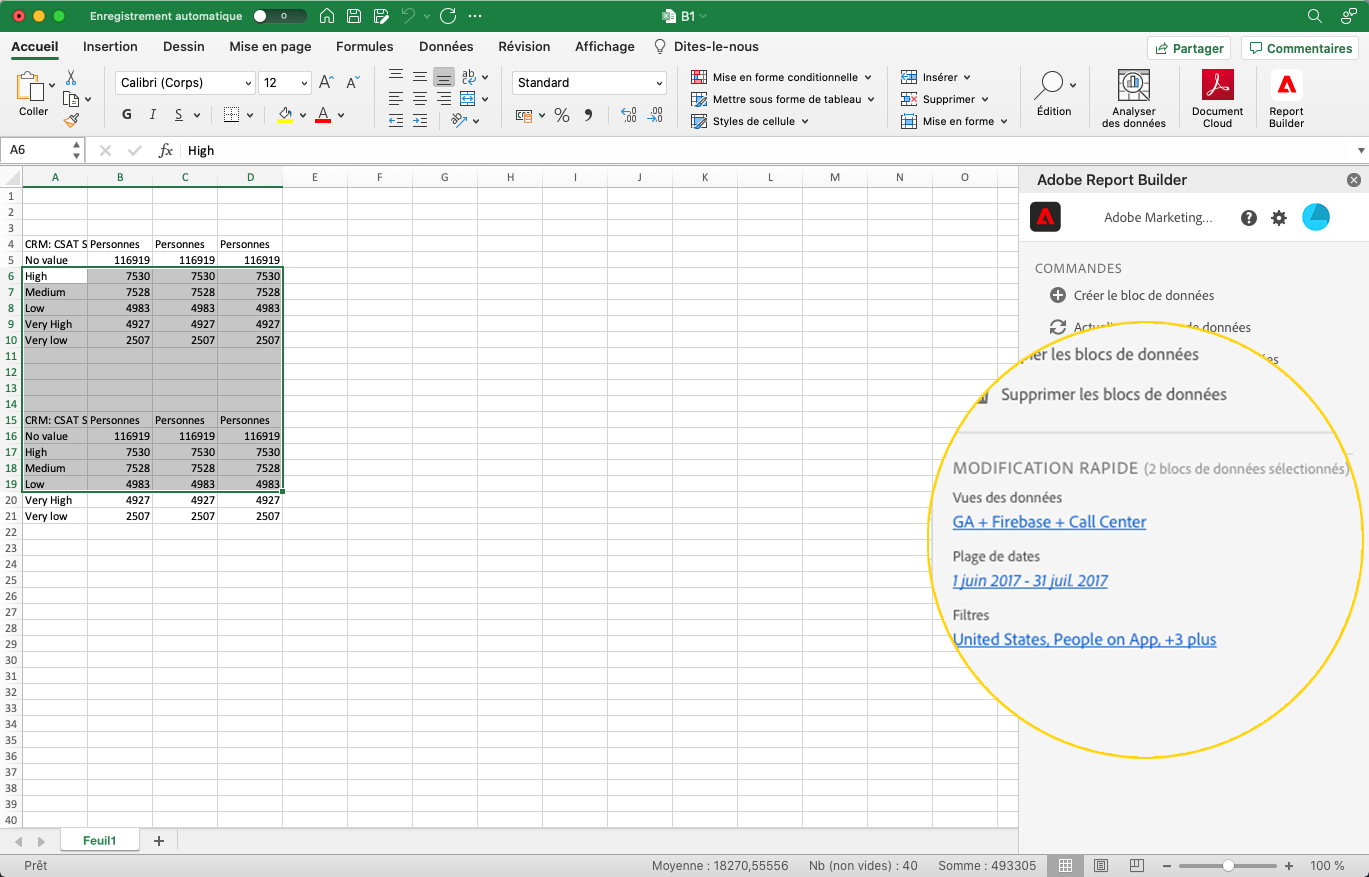 Enregistrement automatique 0 B1
Accueil Insertion Dessin Mise en page Formules Données Révision Affichage Dites-le-nous Partager Commentaires
Coller Calibri (Corps) 12 Standard Mise en forme conditionnelle Mettre sous forme de tableau Styles de cellule Insérer Supprimer Mise en forme Édition Analyser des données Document Cloud Report Builder
G I S
A6 fx High
A B C D E F G H I J K L M N O
1
2
3
4 CRM: CSAT S Personnes Personnes Personnes
5 No value 116919 116919 116919
6 High 7530 7530 7530
7 Medium 7528 7528 7528
8 Low 4983 4983 4983
9 Very High 4927 4927 4927
10 Very low 2507 2507 2507
11
12
13
14
15 CRM: CSAT S Personnes Personnes Personnes
16 No value 116919 116919 116919
17 High 7530 7530 7530
18 Medium 7528 7528 7528
19 Low 4983 4983 4983
20 Very High 4927 4927 4927
21 Very low 2507 2507 2507
22
23
24
25
26
27
28
29
30
31
32
33
34
35
36
37
38
39
40
Adobe Report Builder
Adobe Marketing...
COMMANDES
Créer le bloc de données
de données
les blocs de données
Supprimer les blocs de données
MODIFICATION RAPIDE (2 blocs de données sélectionnés)
Vues des données
GA + Firebase + Call Center
Plage de dates
1 juin 2017 - 31 juil. 2017
Filtres
United States, People on App, +3 plus
Feuil1 +
Prêt Moyenne : 18270,55556 Nb (non vides) : 40 Somme : 493305 100 %